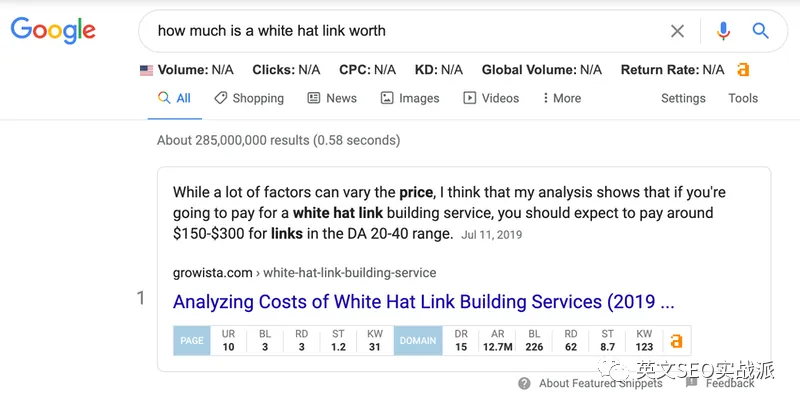 Google
how much is a white hat link worth
Volume: N/A Clicks: N/A CPC: N/A KD: N/A Global Volume: N/A Return Rate: N/A a
All Shopping News Images Videos More Settings Tools
About 285,000,000 results (0.58 seconds)
While a lot of factors can vary the price, I think that my analysis shows that if you're
going to pay for a white hat link building service, you should expect to pay around
$150-$300 for links in the DA 20-40 range. Jul 11, 2019
growista.com › white-hat-link-building-service
1 Analyzing Costs of White Hat Link Building Services (2019 ...
PAGE UR BL RD ST KW DOMAIN DR AR BL RD ST KW
10 3 3 1.2 31 15 12.7M 226 62 8.7 123 a
About Featured Snippets Feedback
英文SEO实战派